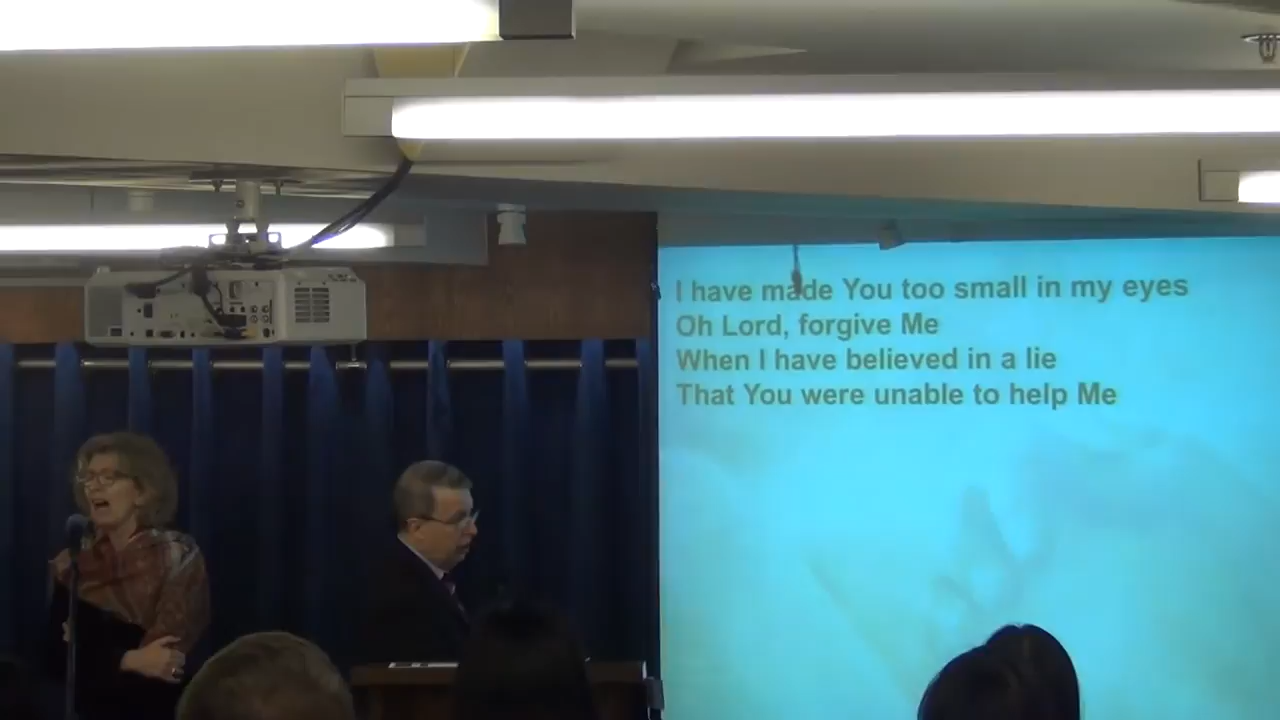 I have made You too small in my eyes
Oh Lord, forgive Me
When I have believed in a lie
That You were unable to help Me